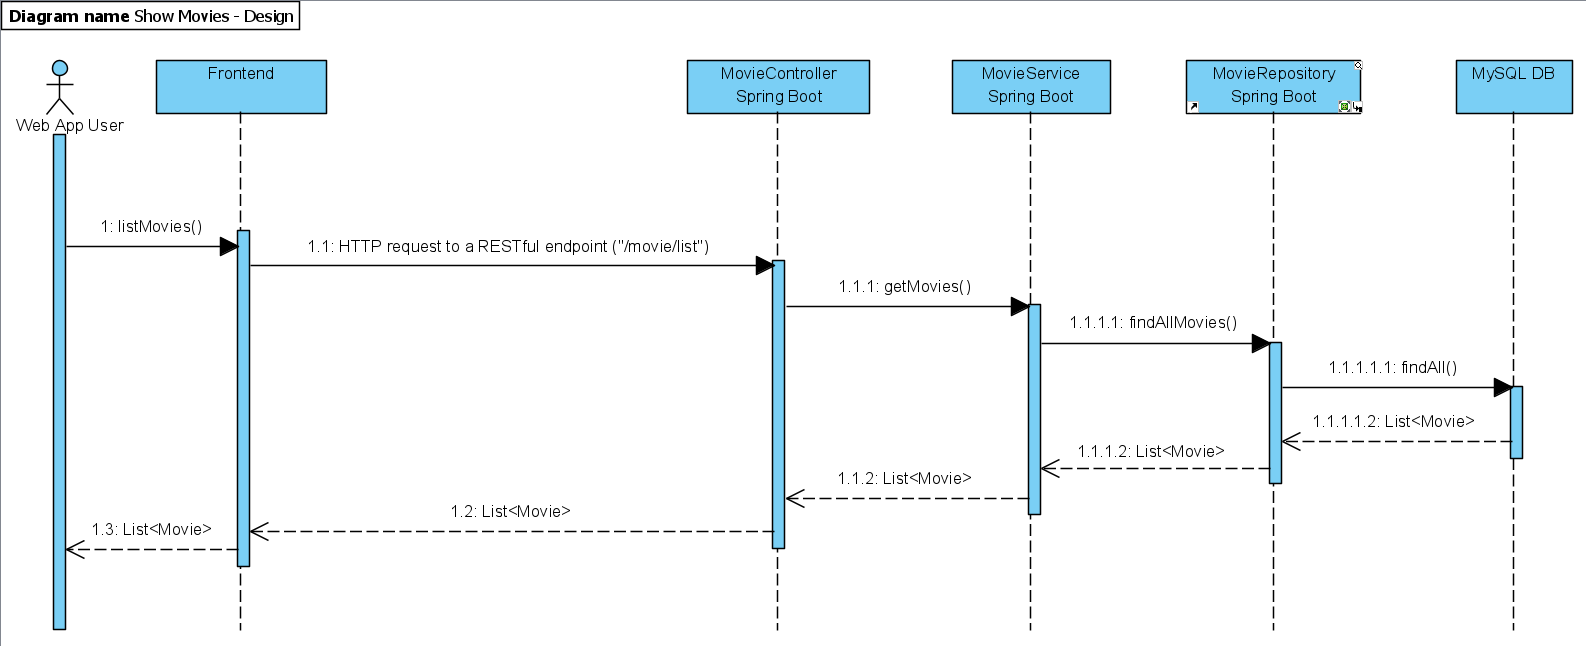 Diagram name Show Movies - Design
Web App User
Frontend
MovieController
Spring Boot
MovieService
Spring Boot
MovieRepository
Spring Boot
MySQL DB
1: listMovies()
1.1: HTTP request to a RESTful endpoint ("/movie/list")
1.1.1: getMovies()
1.1.1.1: findAllMovies()
1.1.1.1.1: findAll()
1.1.1.1.2: List<Movie>
1.1.1.2: List<Movie>
1.1.2: List<Movie>
1.2: List<Movie>
1.3: List<Movie>